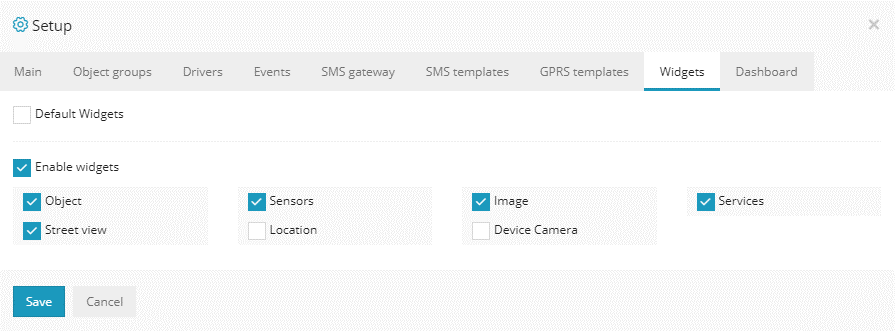 Setup
Main Object groups Drivers Events SMS gateway SMS templates GPRS templates Widgets Dashboard
Default Widgets
Enable widgets
Object Sensors Image Services
Street view Location Device Camera
Save Cancel